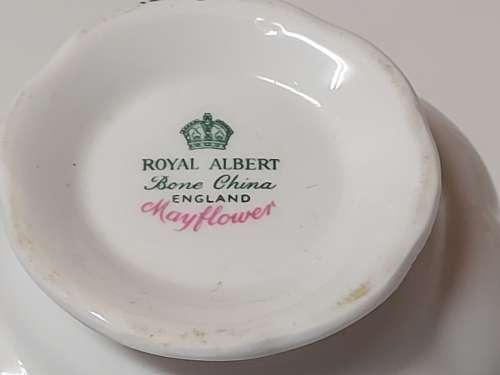 ROYAL ALBERT
Bone China
ENGLAND
Mayflower